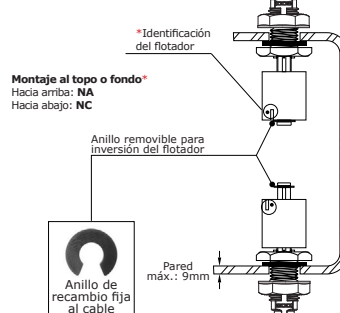 *Identificación
del flotador
Montaje al topo o fondo*
Hacia arriba: NA
Hacia abajo: NC
Anillo removible para
inversión del flotador
Anillo de
recambio fija
al cable
Pared
máx.: 9mm